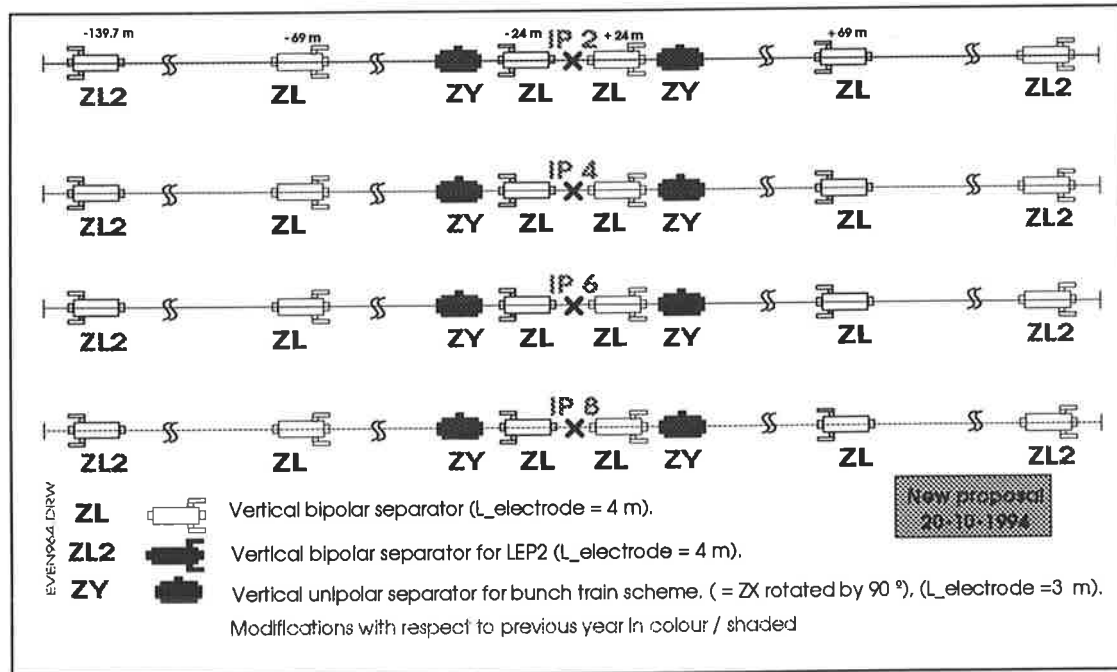 -139.7 m -69 m -24 m IP 2 +24 m +69 m
ZL2 ZL ZY ZL ZL ZY ZL ZL2
IP 4
ZL2 ZL ZY ZL ZL ZY ZL ZL2
IP 6
ZL2 ZL ZY ZL ZL ZY ZL ZL2
IP 8
ZL2 ZL ZY ZL ZL ZY ZL ZL2
New proposal
20-10-1994
ZL Vertical bipolar separator (L_electrode = 4 m).
ZL2 Vertical bipolar separator for LEP2 (L_electrode = 4 m).
ZY Vertical unipolar separator for bunch train scheme. ( = ZX rotated by 90 º), (L_electrode =3 m).
Modifications with respect to previous year in colour / shaded
EVEN964.DRW